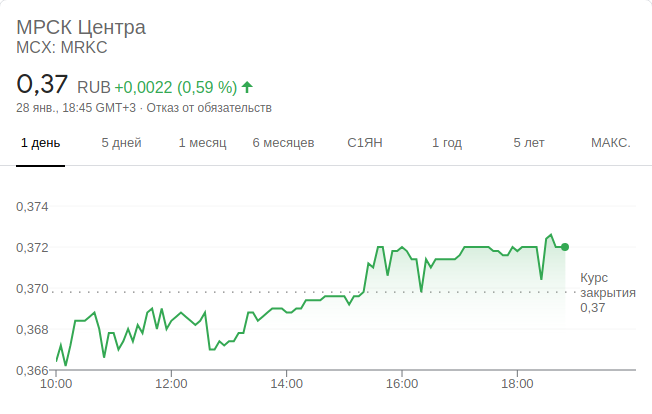 МРСК Центра
MCX: MRKC
0,37 RUB +0,0022 (0,59 %)
28 янв., 18:45 GMT+3 · Отказ от обязательств
1 день 5 дней 1 месяц 6 месяцев С1ЯН 1 год 5 лет МАКС.
0,374
0,372
0,370
0,368
0,366
Курс
закрытия
0,37
10:00 12:00 14:00 16:00 18:00